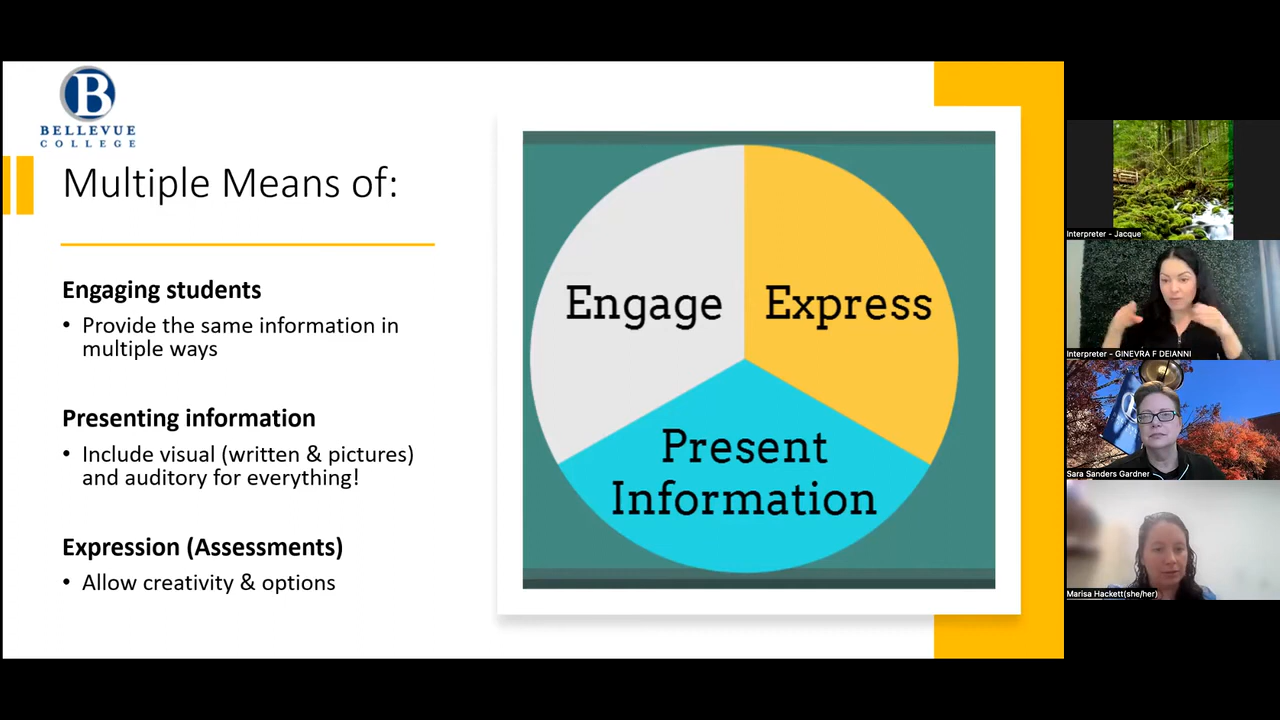 B
BELLEVUE
COLLEGE
Multiple Means of:
Engaging students
• Provide the same information in
multiple ways
Presenting information
• Include visual (written & pictures)
and auditory for everything!
Expression (Assessments)
• Allow creativity & options
Engage
Express
Present
Information
Interpreter - Jacque
Interpreter - GINEVRA F DEIANNI
Sara Sanders Gardner
Marisa Hackett(she/her)